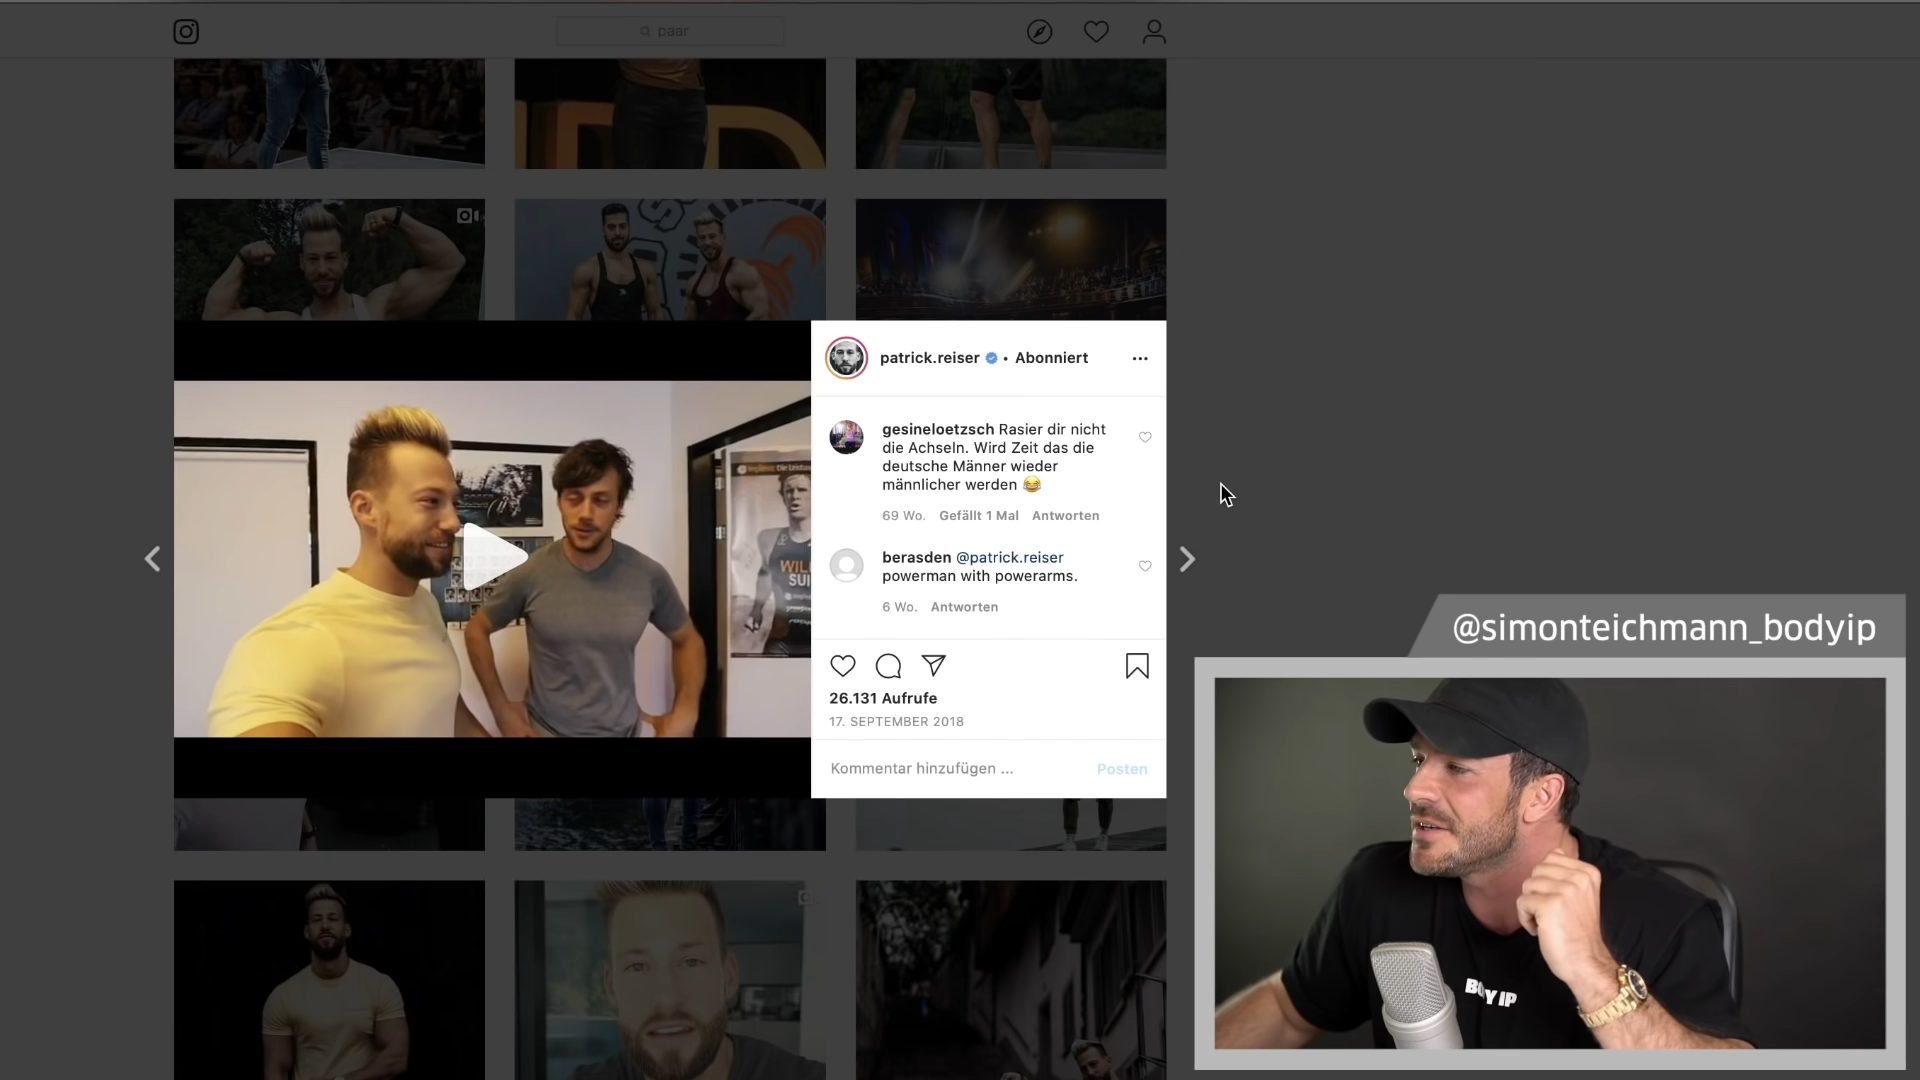 paar
patrick.reiser • Abonniert
gesineloetzsch Rasier dir nicht
die Achseln. Wird Zeit das die
deutsche Männer wieder
männlicher werden 😂
69 Wo. Gefällt 1 Mal Antworten
berasden @patrick.reiser
powerman with powerarms.
6 Wo. Antworten
26.131 Aufrufe
17. SEPTEMBER 2018
Kommentar hinzufügen ...
Posten
@simonteichmann_bodyip